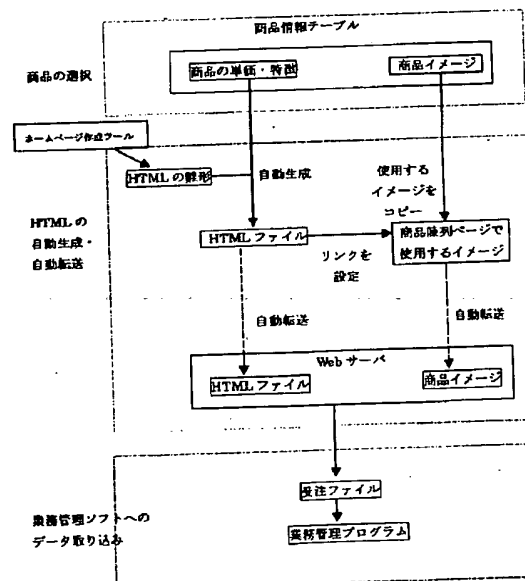 商品情報テーブル
商品の選択
商品の単価・特徴
商品イメージ
ホームページ作成ツール
HTMLの雛形
自動生成
使用する
イメージを
コピー
HTMLの
自動生成・
自動転送
HTMLファイル
リンクを
設定
商品陳列ページで
使用するイメージ
自動転送
自動転送
Webサーバ
HTMLファイル
商品イメージ
受注ファイル
業務管理ソフトへの
データ取り込み
業務管理プログラム